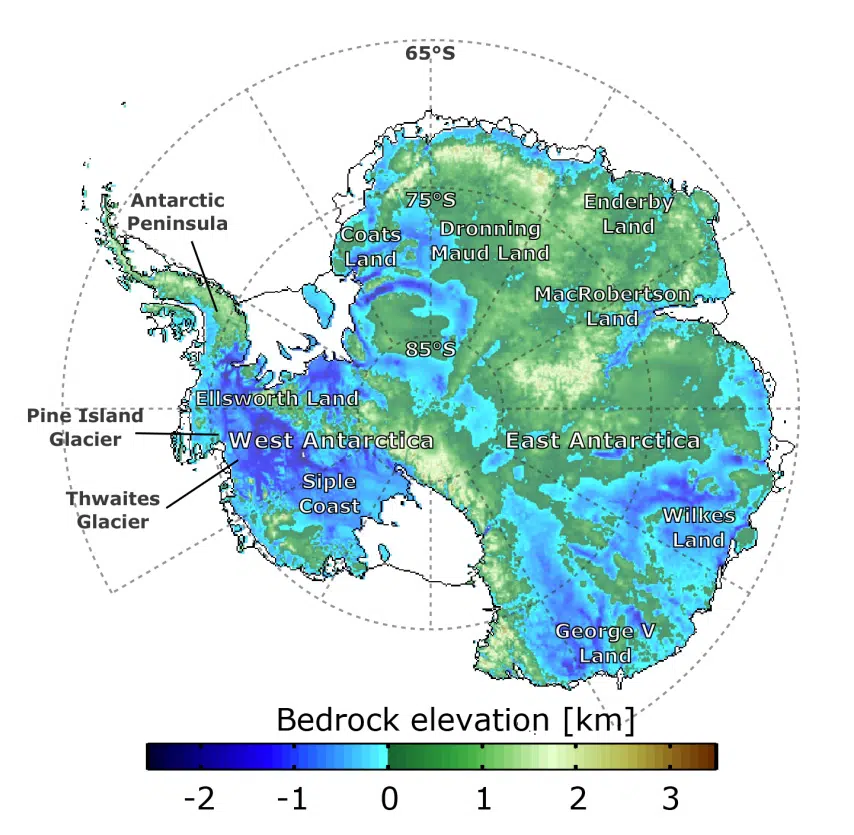 65°S
Antarctic
Peninsula
75°S
Enderby
Land
Coats
Land
Dronning
Maud Land
MacRobertson
Land
85°S
Ellsworth Land
Pine Island
Glacier
West Antarctica
East Antarctica
Siple
Coast
Thwaites
Glacier
Wilkes
Land
George V
Land
Bedrock elevation [km]
-2 -1 0 1 2 3